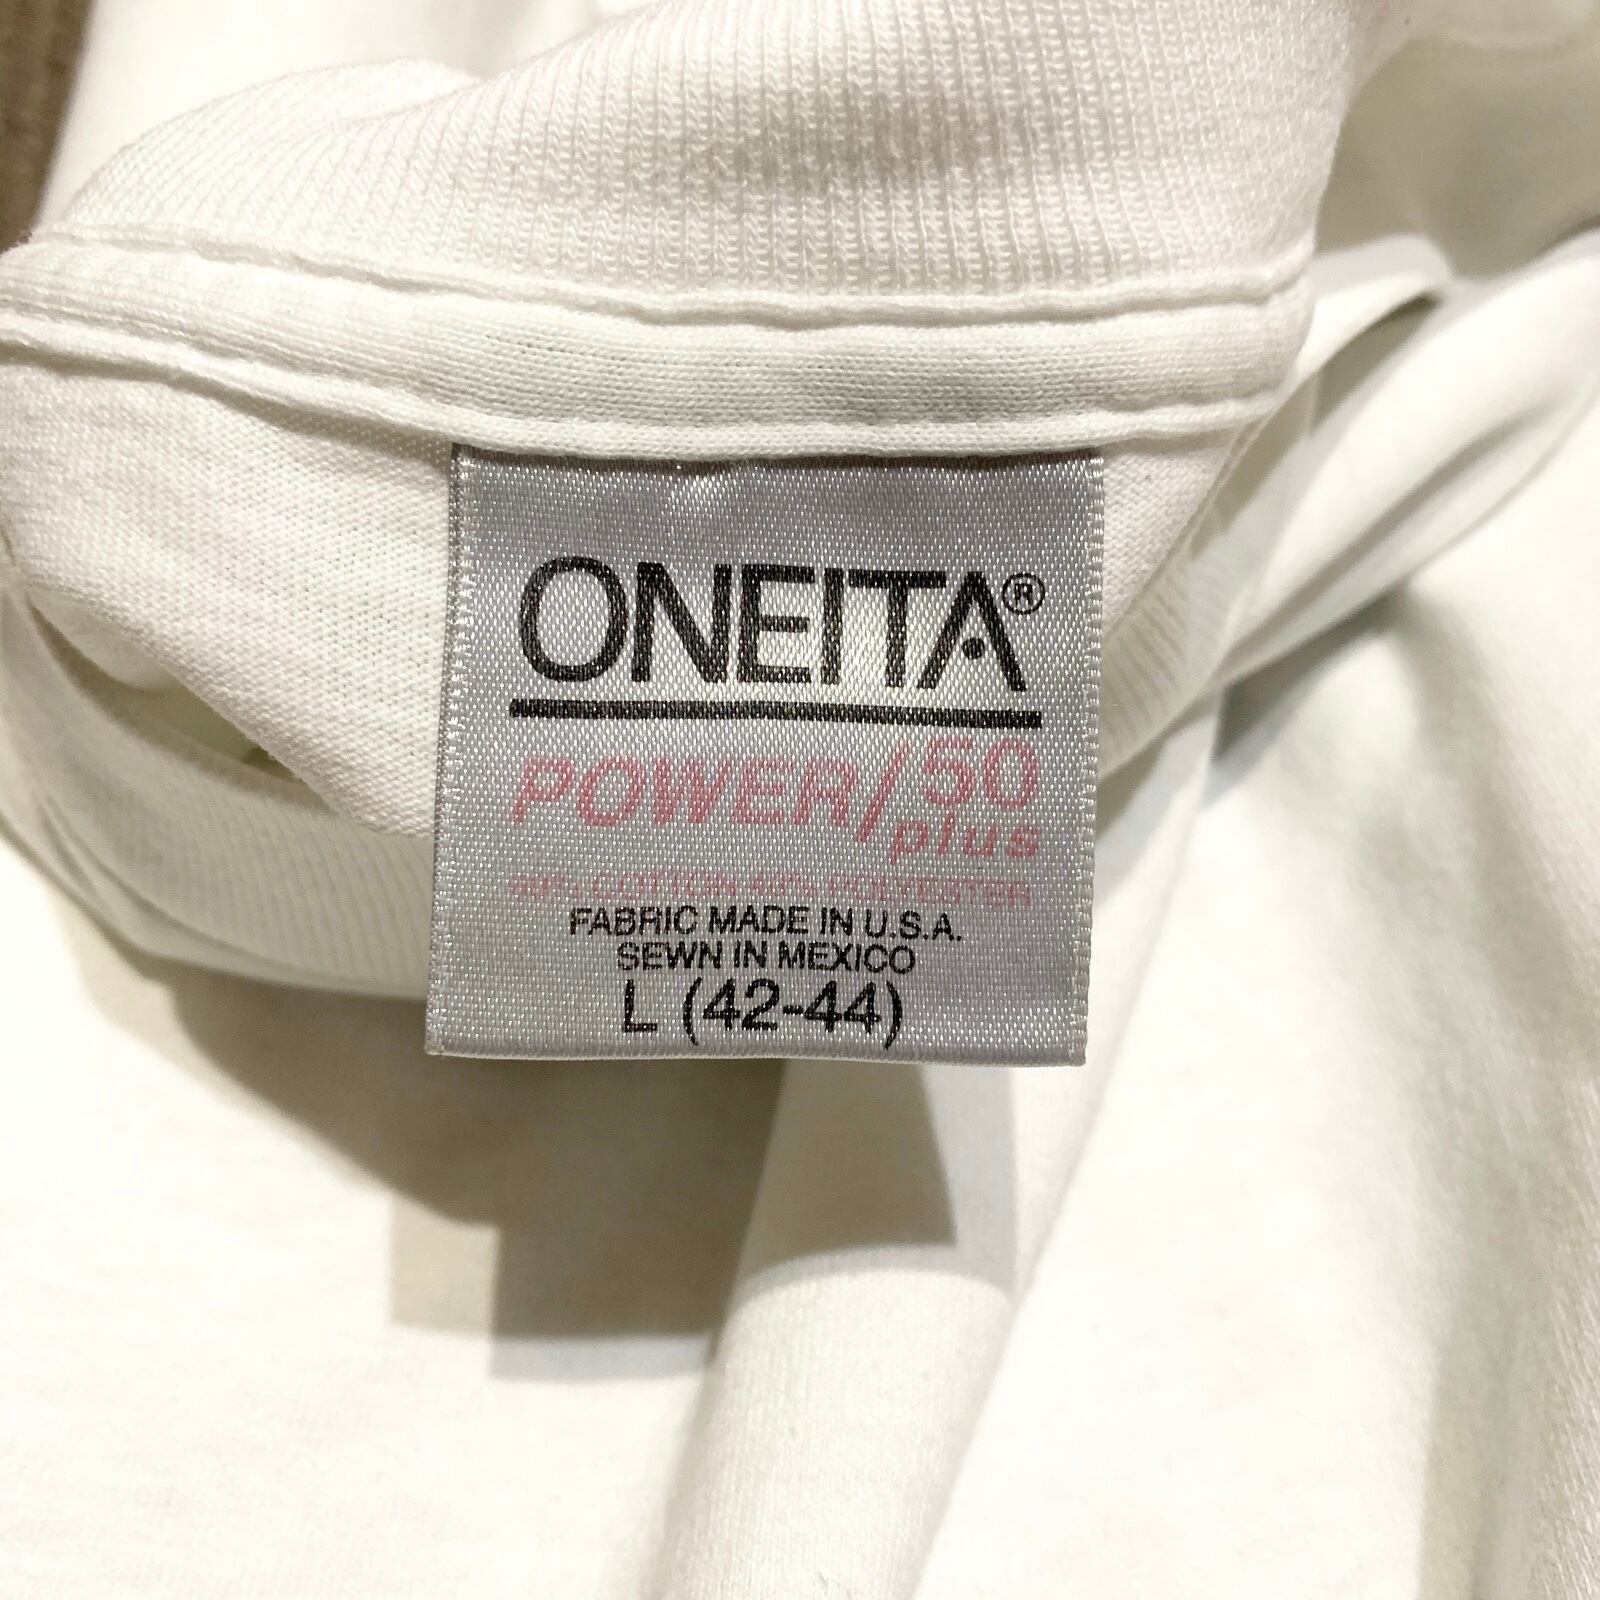 ONEITA®
POWER/50
plus
COTTON POLYESTER
FABRIC MADE IN U.S.A.
SEWN IN MEXICO
L (42-44)